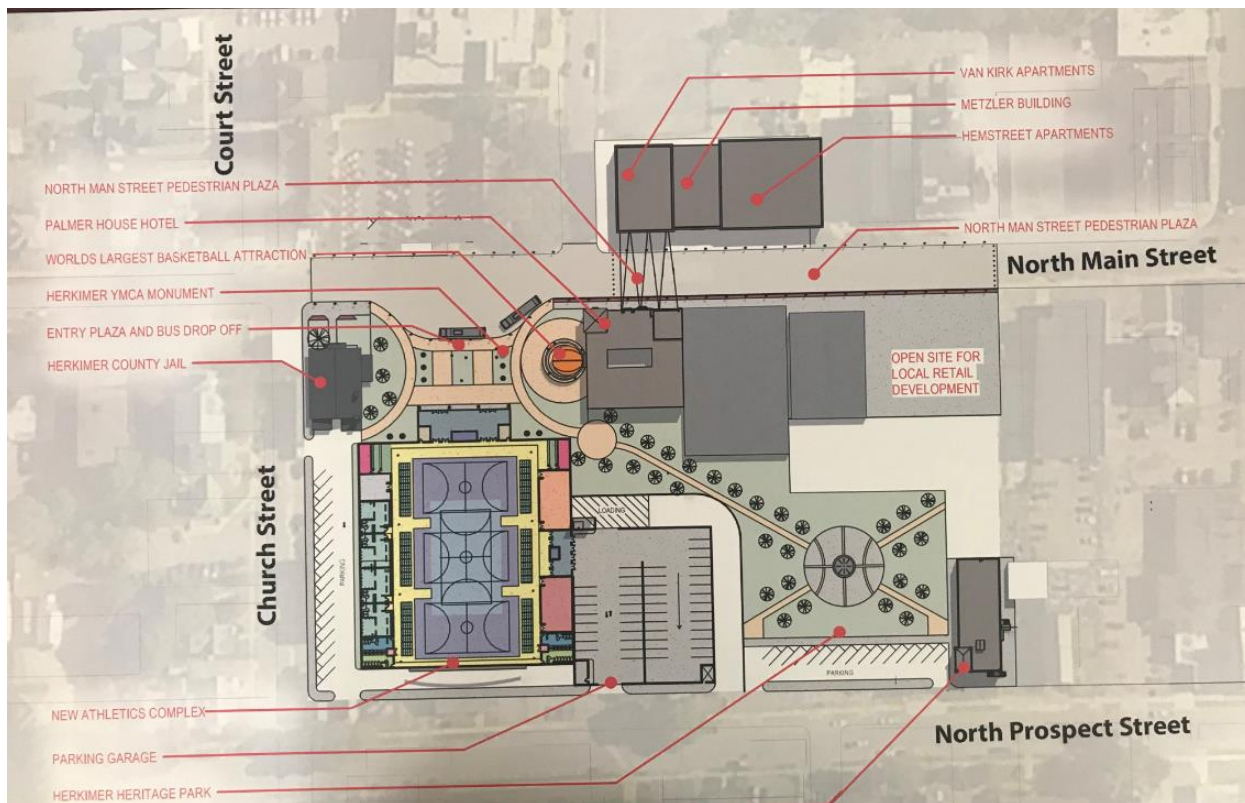 Court Street
VAN KIRK APARTMENTS
METZLER BUILDING
HEMSTREET APARTMENTS
NORTH MAN STREET PEDESTRIAN PLAZA
PALMER HOUSE HOTEL
WORLDS LARGEST BASKETBALL ATTRACTION
HERKIMER YMCA MONUMENT
ENTRY PLAZA AND BUS DROP OFF
HERKIMER COUNTY JAIL
NORTH MAN STREET PEDESTRIAN PLAZA
North Main Street
OPEN SITE FOR
LOCAL RETAIL
DEVELOPMENT
Church Street
PARKING
LOADING
PARKING
North Prospect Street
NEW ATHLETICS COMPLEX
PARKING GARAGE
HERKIMER HERITAGE PARK